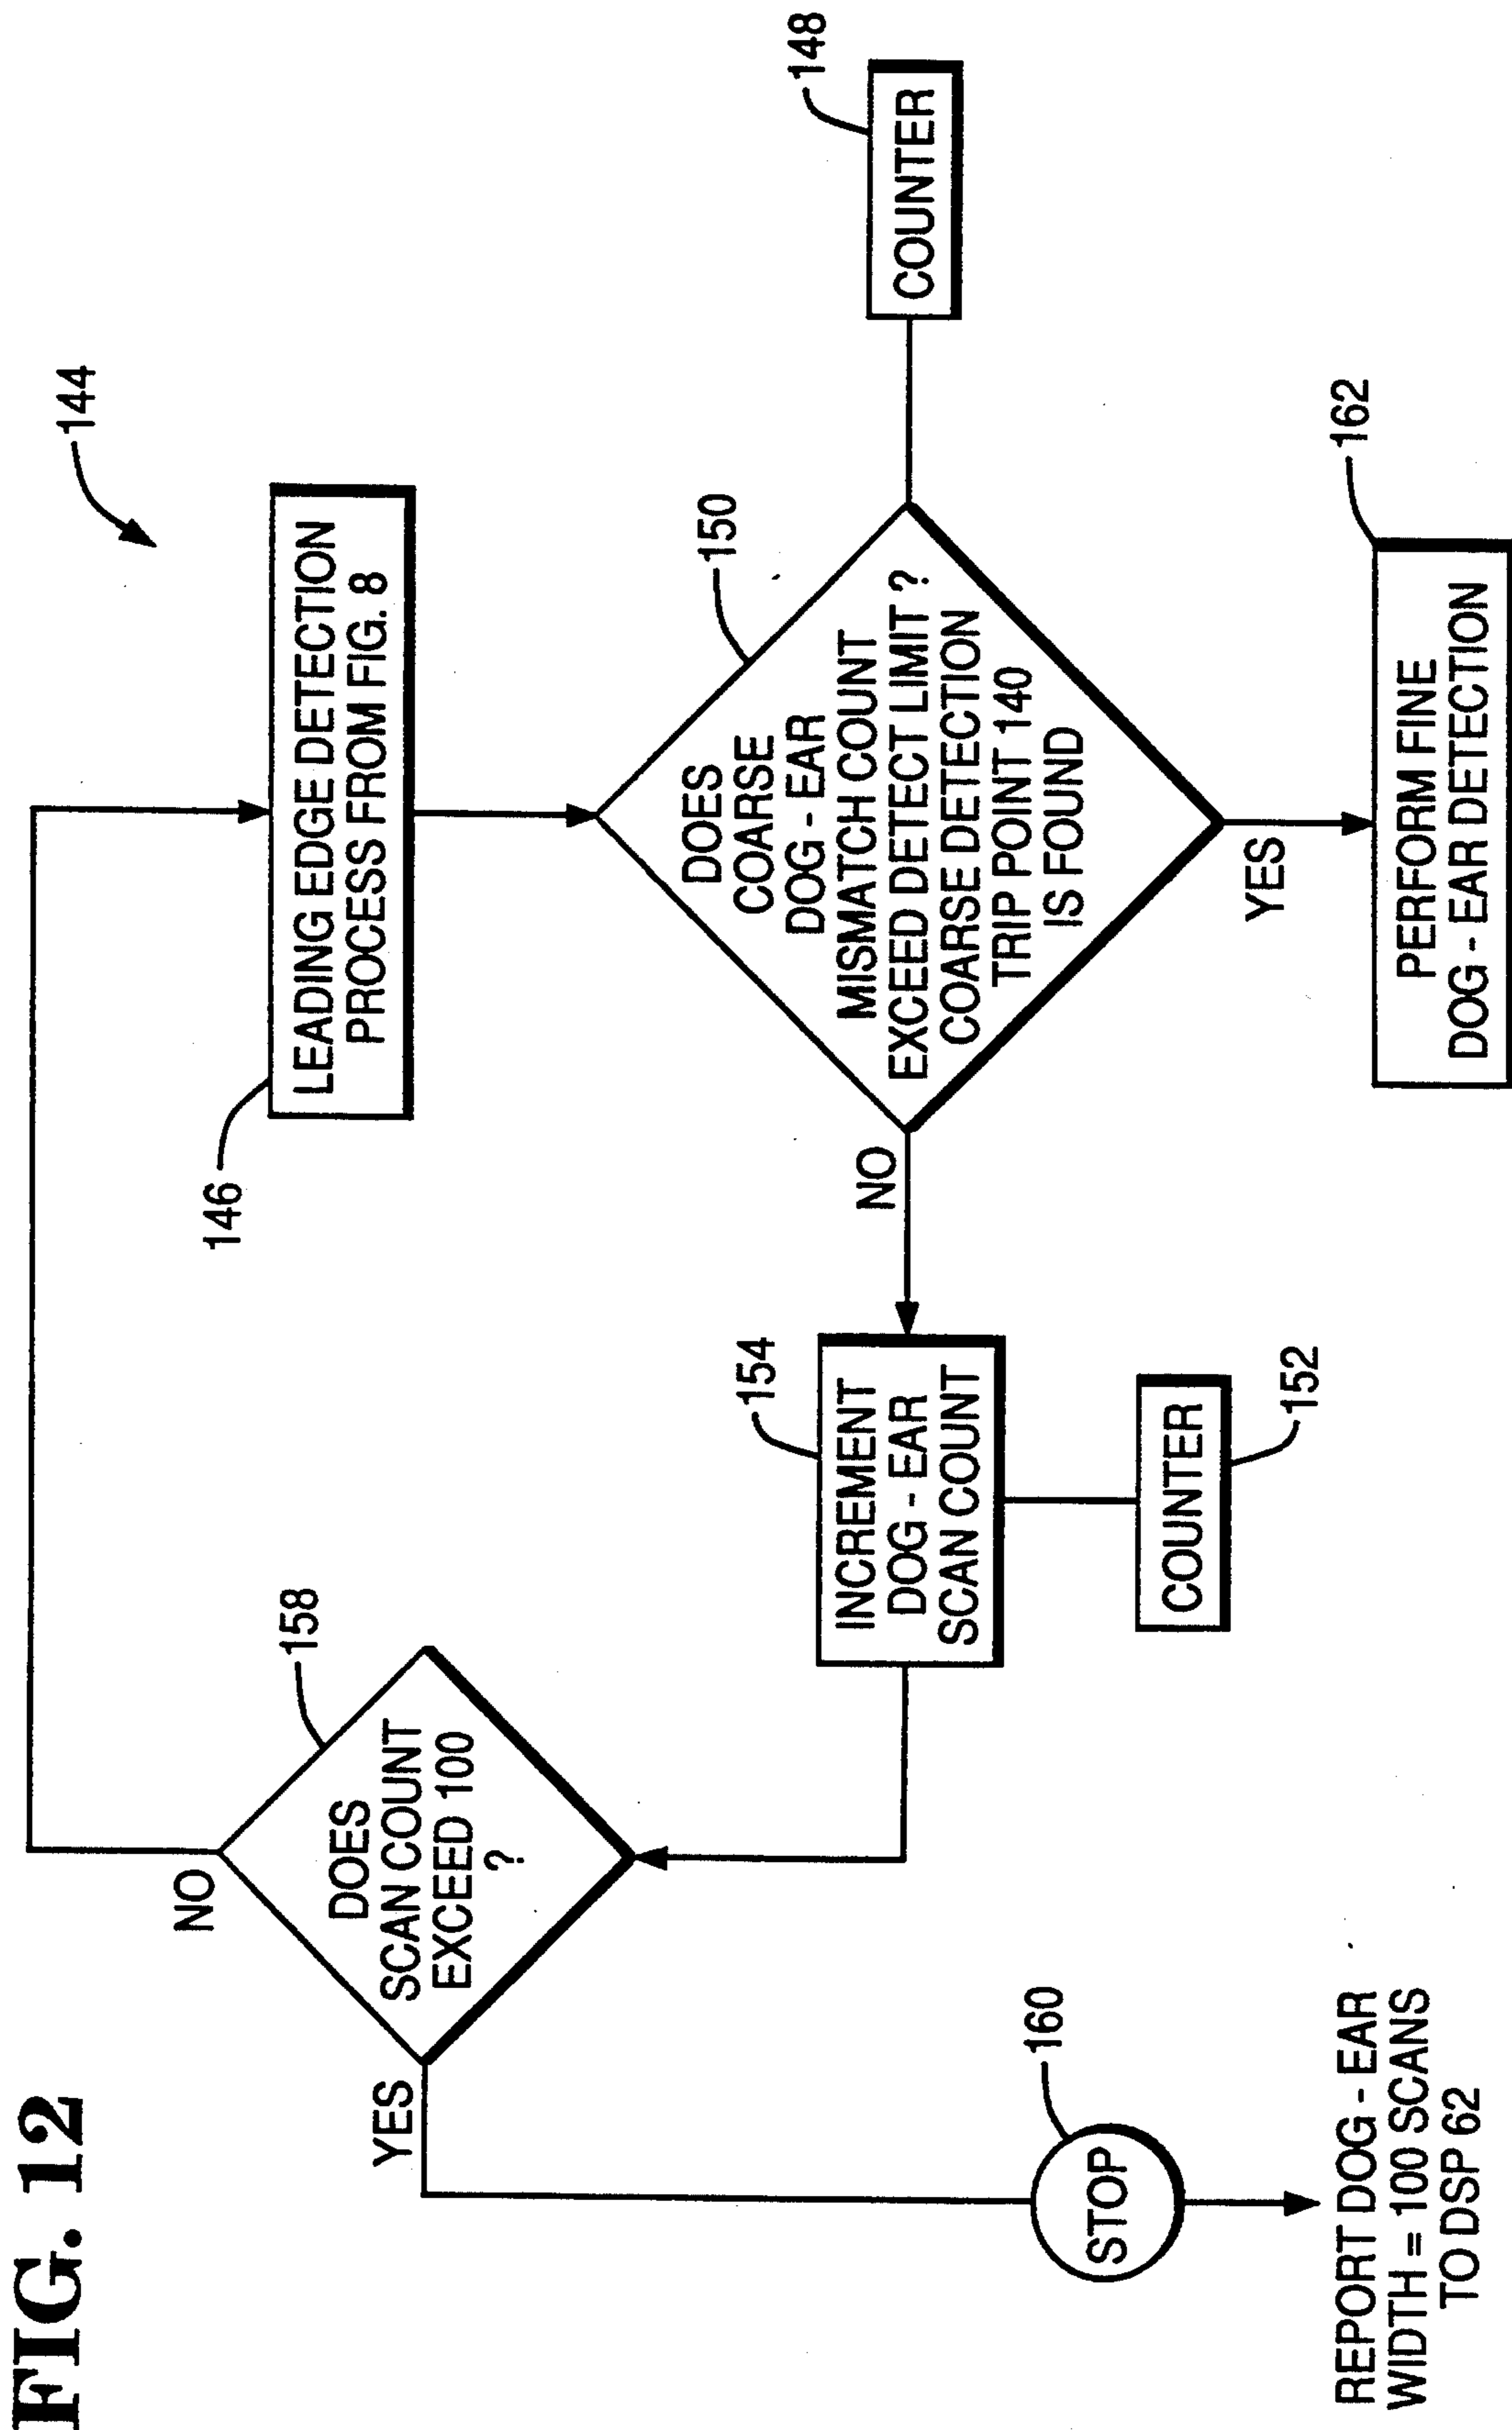 FIG. 12
144
146
LEADING EDGE DETECTION
PROCESS FROM FIG. 8
150
DOES
COARSE
DOG - EAR
MISMATCH COUNT
EXCEED DETECT LIMIT ?
COARSE DETECTION
TRIP POINT 140
IS FOUND
148
COUNTER
YES
162
PERFORM FINE
DOG - EAR DETECTION
NO
154
INCREMENT
DOG - EAR
SCAN COUNT
COUNTER
152
158
DOES
SCAN COUNT
EXCEED 100
?
NO
YES
160
STOP
REPORT DOG - EAR
WIDTH = 100 SCANS
TO DSP 62